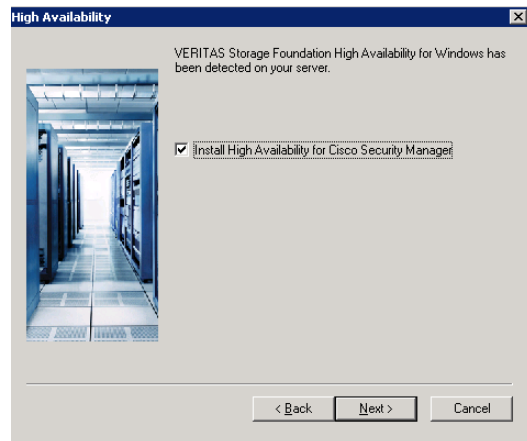 High Availability
VERITAS Storage Foundation High Availability for Windows has
been detected on your server.
Install High Availability for Cisco Security Manager
< Back
Next >
Cancel